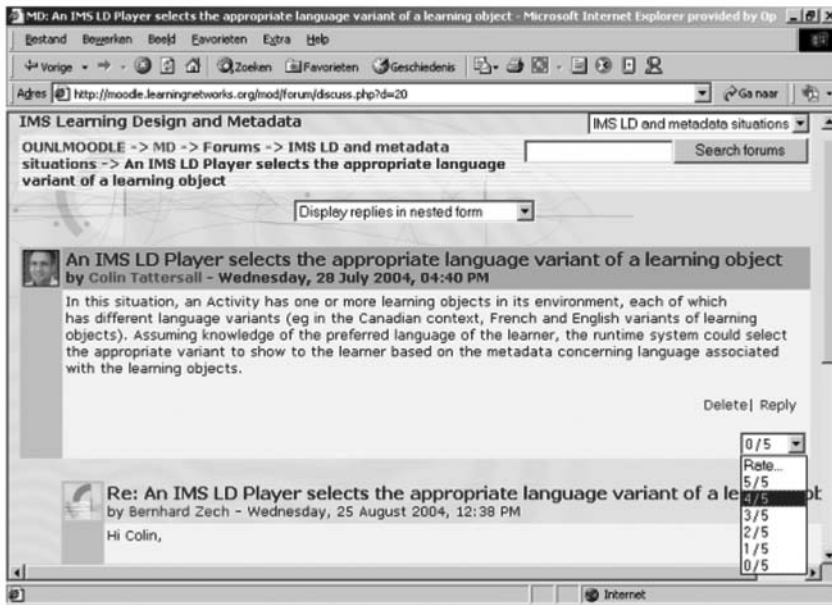 MD: An IMS LD Player selects the appropriate language variant of a learning object - Microsoft Internet Explorer provided by Op
Bestand Bewerken Beeld Favorieten Extra Help
Vorige Zoeken Favorieten Geschiedenis
Adres http://moodle.learningnetworks.org/mod/forum/discuss.php?d=20 Ga naar
IMS Learning Design and Metadata
IMS LD and metadata situations
OUNLMOODLE -> MD -> Forums -> IMS LD and metadata
situations -> An IMS LD Player selects the appropriate language
variant of a learning object
Search forums
Display replies in nested form
An IMS LD Player selects the appropriate language variant of a learning object
by Colin Tattersall - Wednesday, 28 July 2004, 04:40 PM
In this situation, an Activity has one or more learning objects in its environment, each of which
has different language variants (eg in the Canadian context, French and English variants of learning
objects). Assuming knowledge of the preferred language of the learner, the runtime system could select
the appropriate variant to show to the learner based on the metadata concerning language associated
with the learning objects.
Delete| Reply
0/5
Rate...
5/5
4/5
3/5
2/5
1/5
0/5
Re: An IMS LD Player selects the appropriate language variant of a le
by Bernhard Zech - Wednesday, 25 August 2004, 12:38 PM
Hi Colin,
Internet